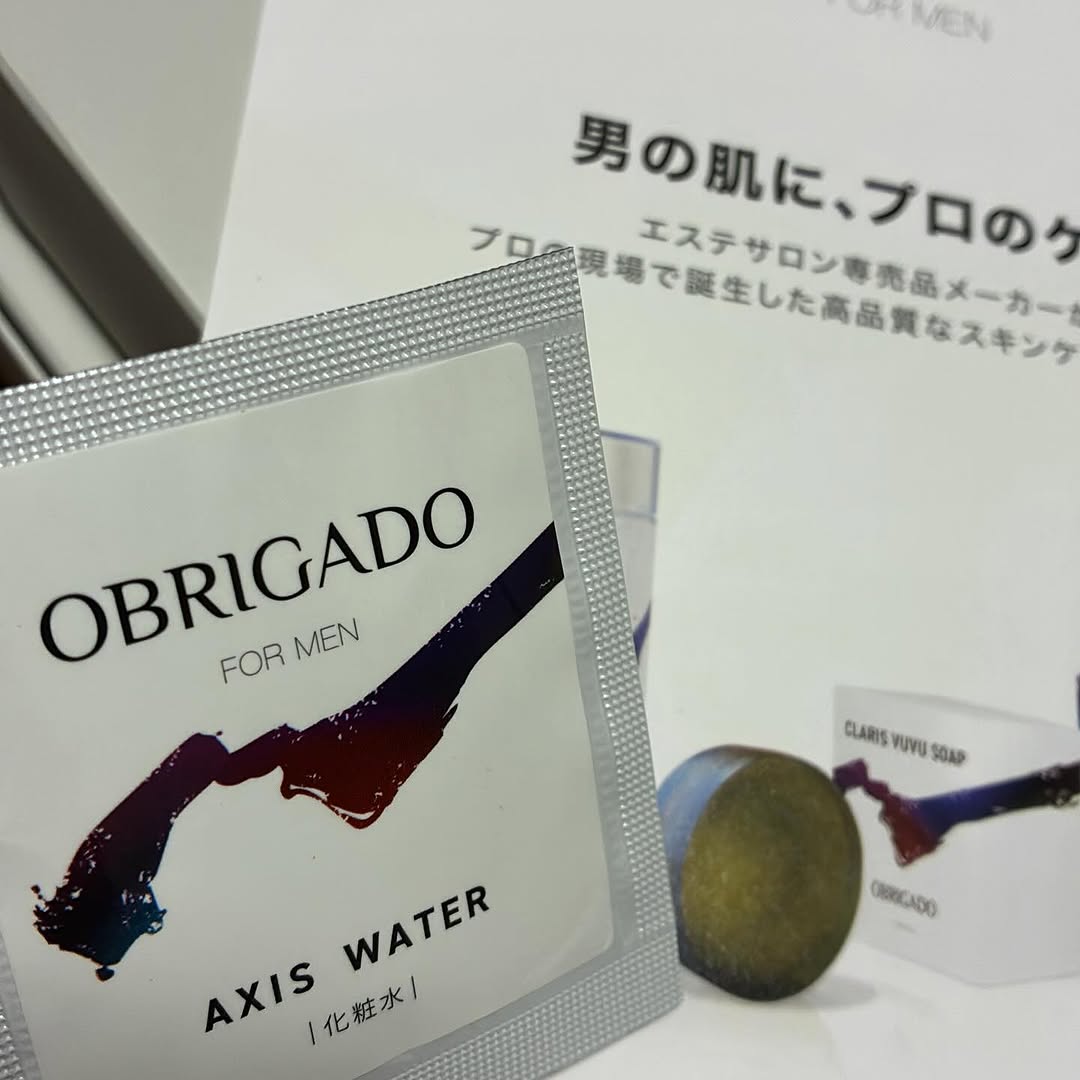 FOR MEN
男の肌に、プロのケ
エステサロン専売品メーカーが
プロの現場で誕生した高品質なスキンケ
OBRIGADO
FOR MEN
AXIS WATER
|化粧水|
CLARIS VUVU SOAP
OBRIGADO